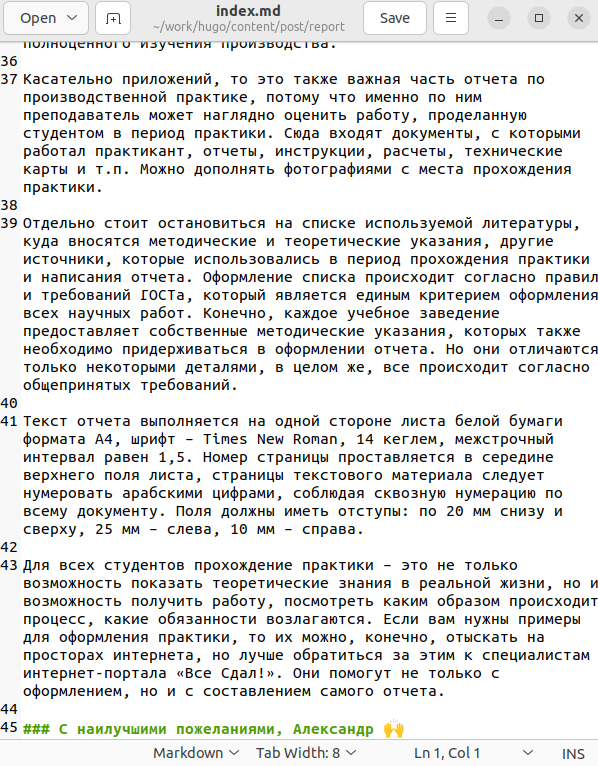 Open
index.md
~/work/hugo/content/post/report
Save
полноценного изучения производства.
36
37 Касательно приложений, то это также важная часть отчета по
производственной практике, потому что именно по ним
преподаватель может наглядно оценить работу, проделанную
студентом в период практики. Сюда входят документы, с которыми
работал практикант, отчеты, инструкции, расчеты, технические
карты и т.п. Можно дополнять фотографиями с места прохождения
практики.
38
39 Отдельно стоит остановиться на списке используемой литературы,
куда вносятся методические и теоретические указания, другие
источники, которые использовались в период прохождения практики
и написания отчета. Оформление списка происходит согласно правил
и требований ГОСТа, который является единым критерием оформления
всех научных работ. Конечно, каждое учебное заведение
предоставляет собственные методические указания, которых также
необходимо придерживаться в оформлении отчета. Но они отличаются
только некоторыми деталями, в целом же, все происходит согласно
общепринятых требований.
40
41 Текст отчета выполняется на одной стороне листа белой бумаги
формата А4, шрифт – Times New Roman, 14 кеглем, межстрочный
интервал равен 1,5. Номер страницы проставляется в середине
верхнего поля листа, страницы текстового материала следует
нумеровать арабскими цифрами, соблюдая сквозную нумерацию по
всему документу. Поля должны иметь отступы: по 20 мм снизу и
сверху, 25 мм – слева, 10 мм – справа.
42
43 Для всех студентов прохождение практики – это не только
возможность показать теоретические знания в реальной жизни, но и
возможность получить работу, посмотреть каким образом происходит
процесс, какие обязанности возлагаются. Если вам нужны примеры
для оформления практики, то их можно, конечно, отыскать на
просторах интернета, но лучше обратиться за этим к специалистам
интернет-портала «Все Сдал!». Они помогут не только с
оформлением, но и с составлением самого отчета.
44
45 ### С наилучшими пожеланиями, Александр 🙌
Markdown Tab Width: 8 Ln 1, Col 1 INS